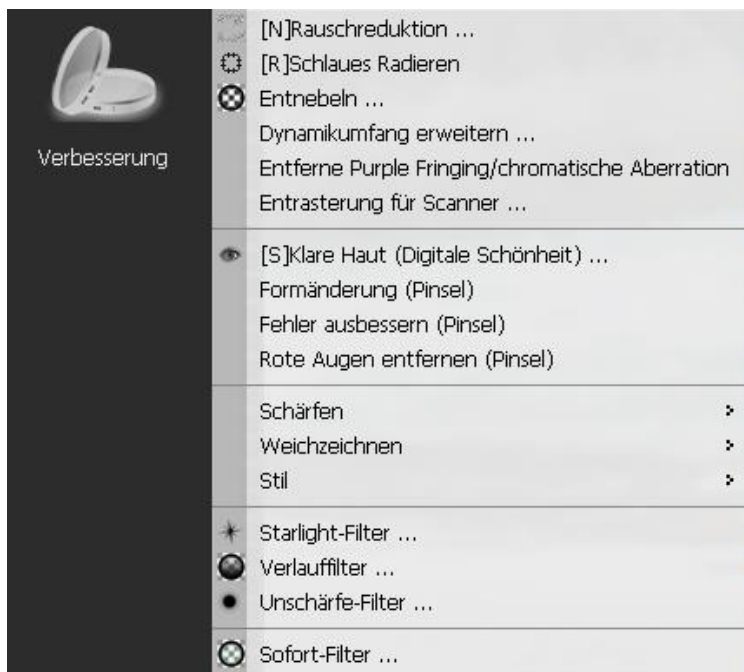 Verbesserung
[N]Rauschreduktion ...
[R]Schlaues Radieren
Entnebeln ...
Dynamikumfang erweitern ...
Entferne Purple Fringing/chromatische Aberration
Entrasterung für Scanner ...
[S]Klare Haut (Digitale Schönheit) ...
Formänderung (Pinsel)
Fehler ausbessern (Pinsel)
Rote Augen entfernen (Pinsel)
Schärfen
Weichzeichnen
Stil
Starlight-Filter ...
Verlauffilter ...
Unschärfe-Filter ...
Sofort-Filter ...